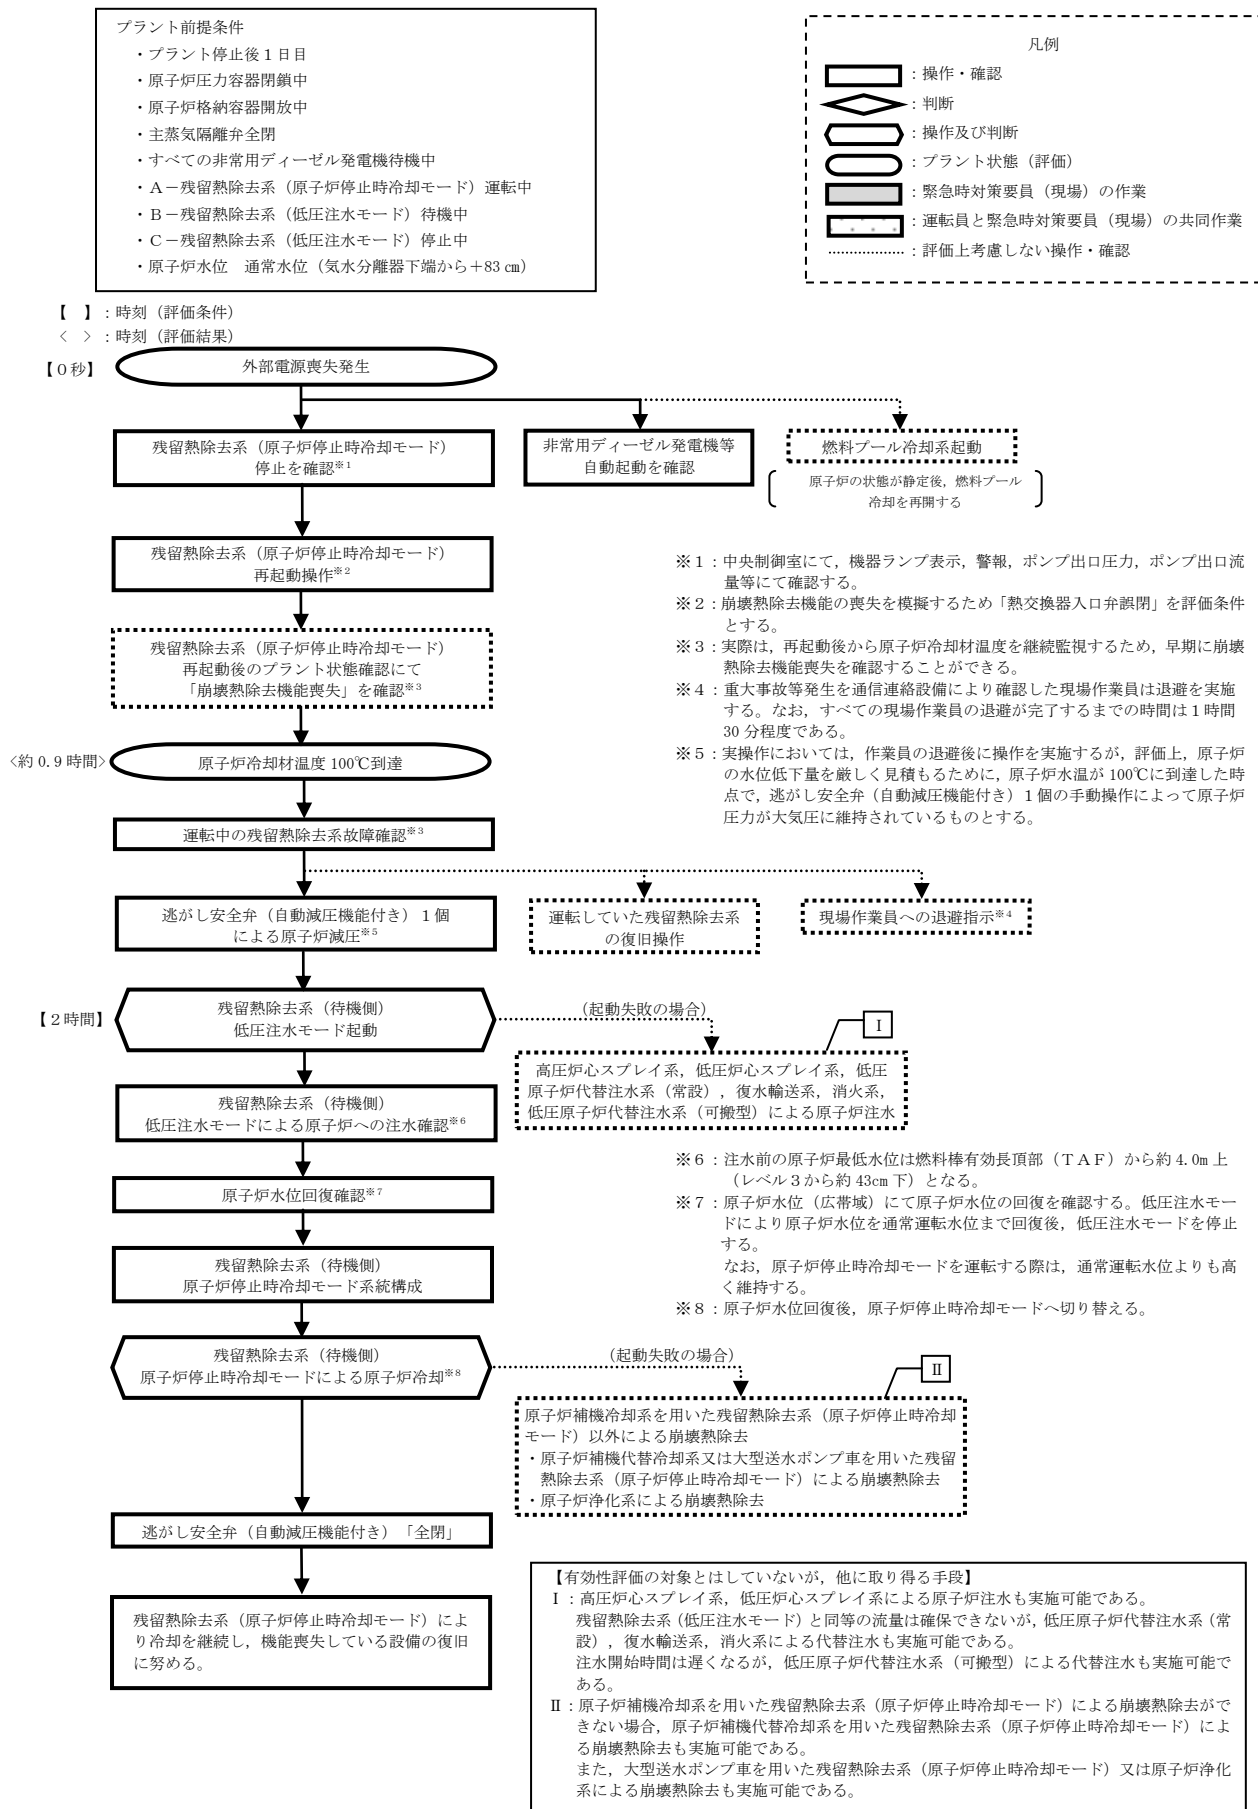 プラント前提条件
・プラント停止後１日目
・原子炉圧力容器閉鎖中
・原子炉格納容器開放中
・主蒸気隔離弁全閉
・すべての非常用ディーゼル発電機待機中
・Ａ－残留熱除去系（原子炉停止時冷却モード）運転中
・Ｂ－残留熱除去系（低圧注水モード）待機中
・Ｃ－残留熱除去系（低圧注水モード）停止中
・原子炉水位　通常水位（気水分離器下端から＋83 ㎝）
凡例
：操作・確認
：判断
：操作及び判断
：プラント状態（評価）
：緊急時対策要員（現場）の作業
：運転員と緊急時対策要員（現場）の共同作業
：評価上考慮しない操作・確認
【　】：時刻（評価条件）
＜　＞：時刻（評価結果）
【０秒】
外部電源喪失発生
残留熱除去系（原子炉停止時冷却モード）
停止を確認※1
非常用ディーゼル発電機等
自動起動を確認
燃料プール冷却系起動
原子炉の状態が静定後，燃料プール
冷却を再開する
残留熱除去系（原子炉停止時冷却モード）
再起動操作※2
残留熱除去系（原子炉停止時冷却モード）
再起動後のプラント状態確認にて
「崩壊熱除去機能喪失」を確認※3
※１：中央制御室にて，機器ランプ表示，警報，ポンプ出口圧力，ポンプ出口流
量等にて確認する。
※２：崩壊熱除去機能の喪失を模擬するため「熱交換器入口弁誤閉」を評価条件
とする。
※３：実際は，再起動後から原子炉冷却材温度を継続監視するため，早期に崩壊
熱除去機能喪失を確認することができる。
※４：重大事故等発生を通信連絡設備により確認した現場作業員は退避を実施
する。なお，すべての現場作業員の退避が完了するまでの時間は１時間
30 分程度である。
※５：実操作においては，作業員の退避後に操作を実施するが，評価上，原子炉
の水位低下量を厳しく見積もるために，原子炉水温が 100℃に到達した時
点で，逃がし安全弁（自動減圧機能付き）１個の手動操作によって原子炉
圧力が大気圧に維持されているものとする。
<約 0.9 時間>
原子炉冷却材温度 100℃到達
運転中の残留熱除去系故障確認※3
逃がし安全弁（自動減圧機能付き）１個
による原子炉減圧※5
運転していた残留熱除去系
の復旧操作
現場作業員への退避指示※4
【２時間】
残留熱除去系（待機側）
低圧注水モード起動
（起動失敗の場合）
Ⅰ
高圧炉心スプレイ系，低圧炉心スプレイ系，低圧
原子炉代替注水系（常設），復水輸送系，消火系，
低圧原子炉代替注水系（可搬型）による原子炉注水
残留熱除去系（待機側）
低圧注水モードによる原子炉への注水確認※6
原子炉水位回復確認※7
残留熱除去系（待機側）
原子炉停止時冷却モード系統構成
※６：注水前の原子炉最低水位は燃料棒有効長頂部（ＴＡＦ）から約 4.0m 上
（レベル３から約 43cm 下）となる。
※７：原子炉水位（広帯域）にて原子炉水位の回復を確認する。低圧注水モー
ドにより原子炉水位を通常運転水位まで回復後，低圧注水モードを停止
する。
なお，原子炉停止時冷却モードを運転する際は，通常運転水位よりも高
く維持する。
※８：原子炉水位回復後，原子炉停止時冷却モードへ切り替える。
残留熱除去系（待機側）
原子炉停止時冷却モードによる原子炉冷却※8
（起動失敗の場合）
Ⅱ
原子炉補機冷却系を用いた残留熱除去系（原子炉停止時冷却
モード）以外による崩壊熱除去
・原子炉補機代替冷却系又は大型送水ポンプ車を用いた残留
熱除去系（原子炉停止時冷却モード）による崩壊熱除去
・原子炉浄化系による崩壊熱除去
逃がし安全弁（自動減圧機能付き）「全閉」
残留熱除去系（原子炉停止時冷却モード）によ
り冷却を継続し，機能喪失している設備の復旧
に努める。
【有効性評価の対象とはしていないが，他に取り得る手段】
Ⅰ：高圧炉心スプレイ系，低圧炉心スプレイ系による原子炉注水も実施可能である。
残留熱除去系（低圧注水モード）と同等の流量は確保できないが，低圧原子炉代替注水系（常
設），復水輸送系，消火系による代替注水も実施可能である。
注水開始時間は遅くなるが，低圧原子炉代替注水系（可搬型）による代替注水も実施可能で
ある。
Ⅱ：原子炉補機冷却系を用いた残留熱除去系（原子炉停止時冷却モード）による崩壊熱除去がで
きない場合，原子炉補機代替冷却系を用いた残留熱除去系（原子炉停止時冷却モード）によ
る崩壊熱除去も実施可能である。
また，大型送水ポンプ車を用いた残留熱除去系（原子炉停止時冷却モード）又は原子炉浄化
系による崩壊熱除去も実施可能である。